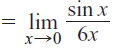 = lim x→0 sin x / 6x